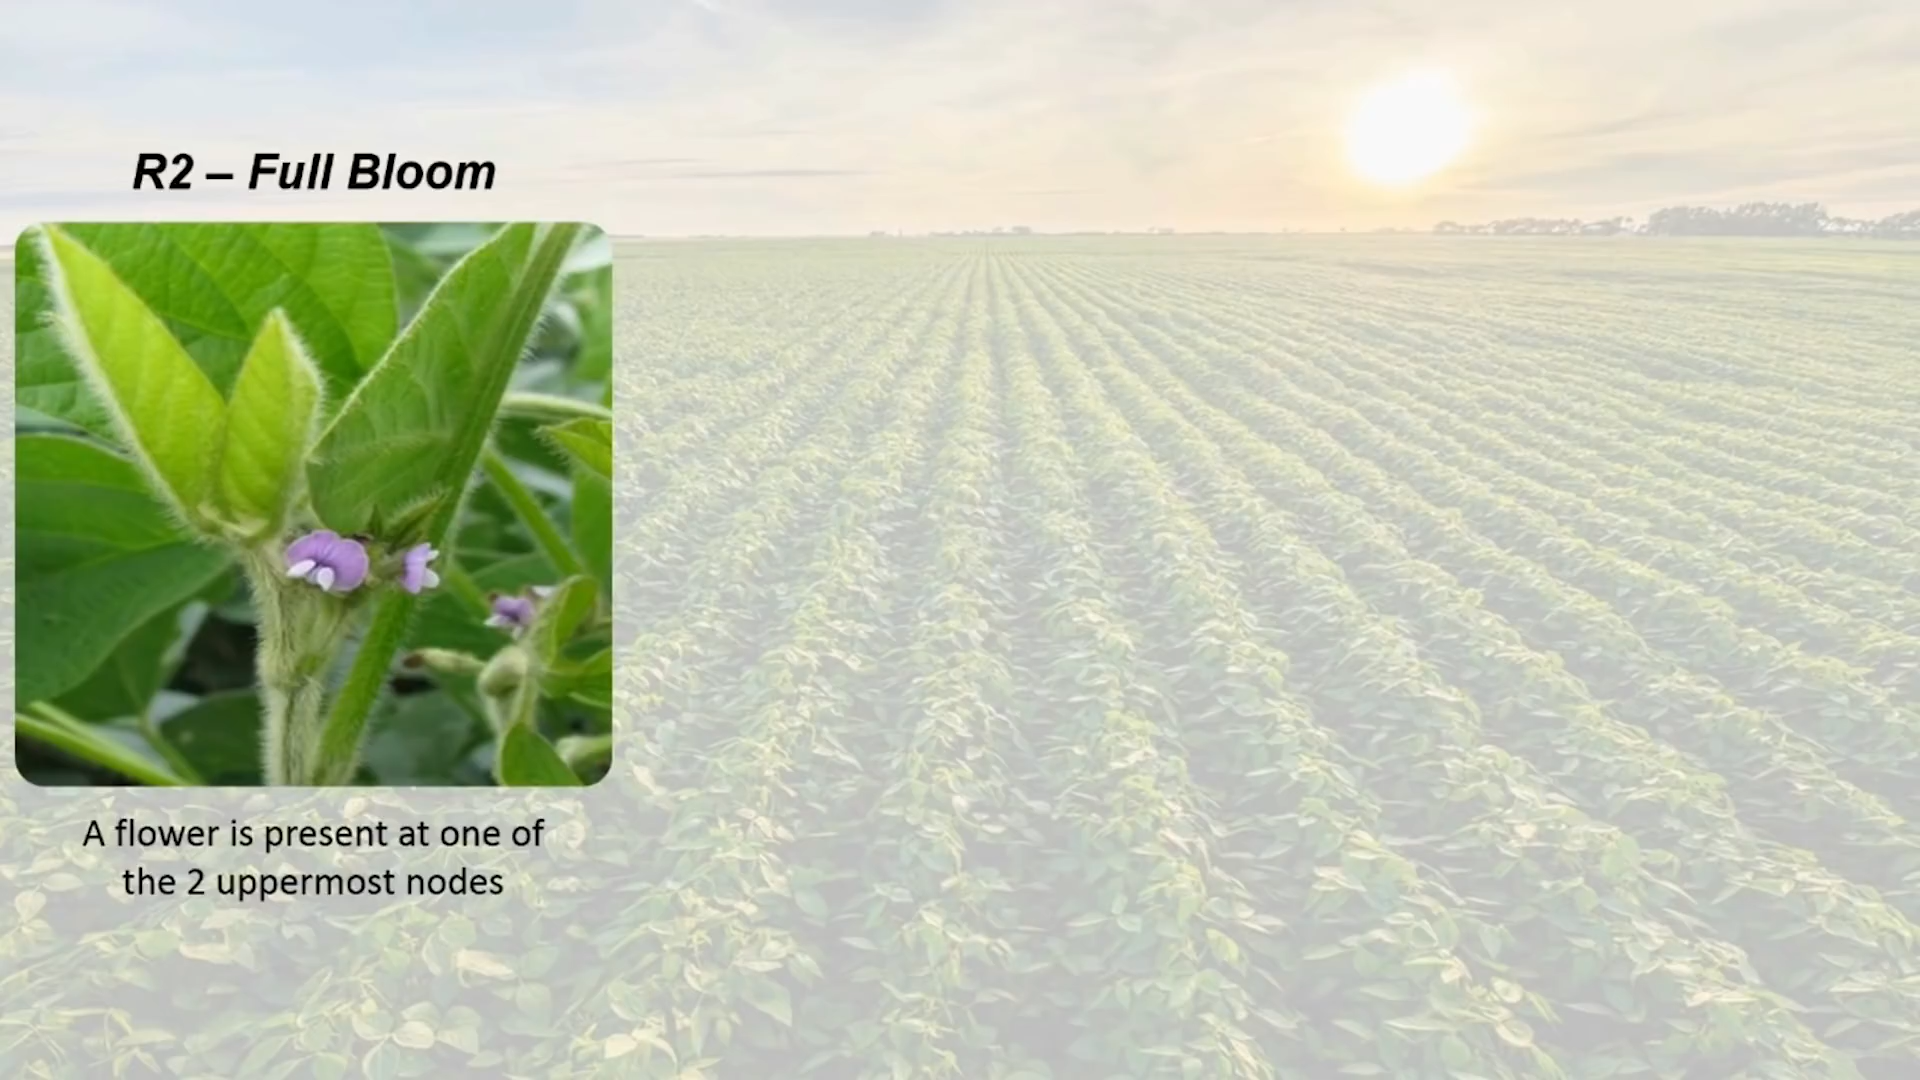 R2 – Full Bloom
A flower is present at one of
the 2 uppermost nodes